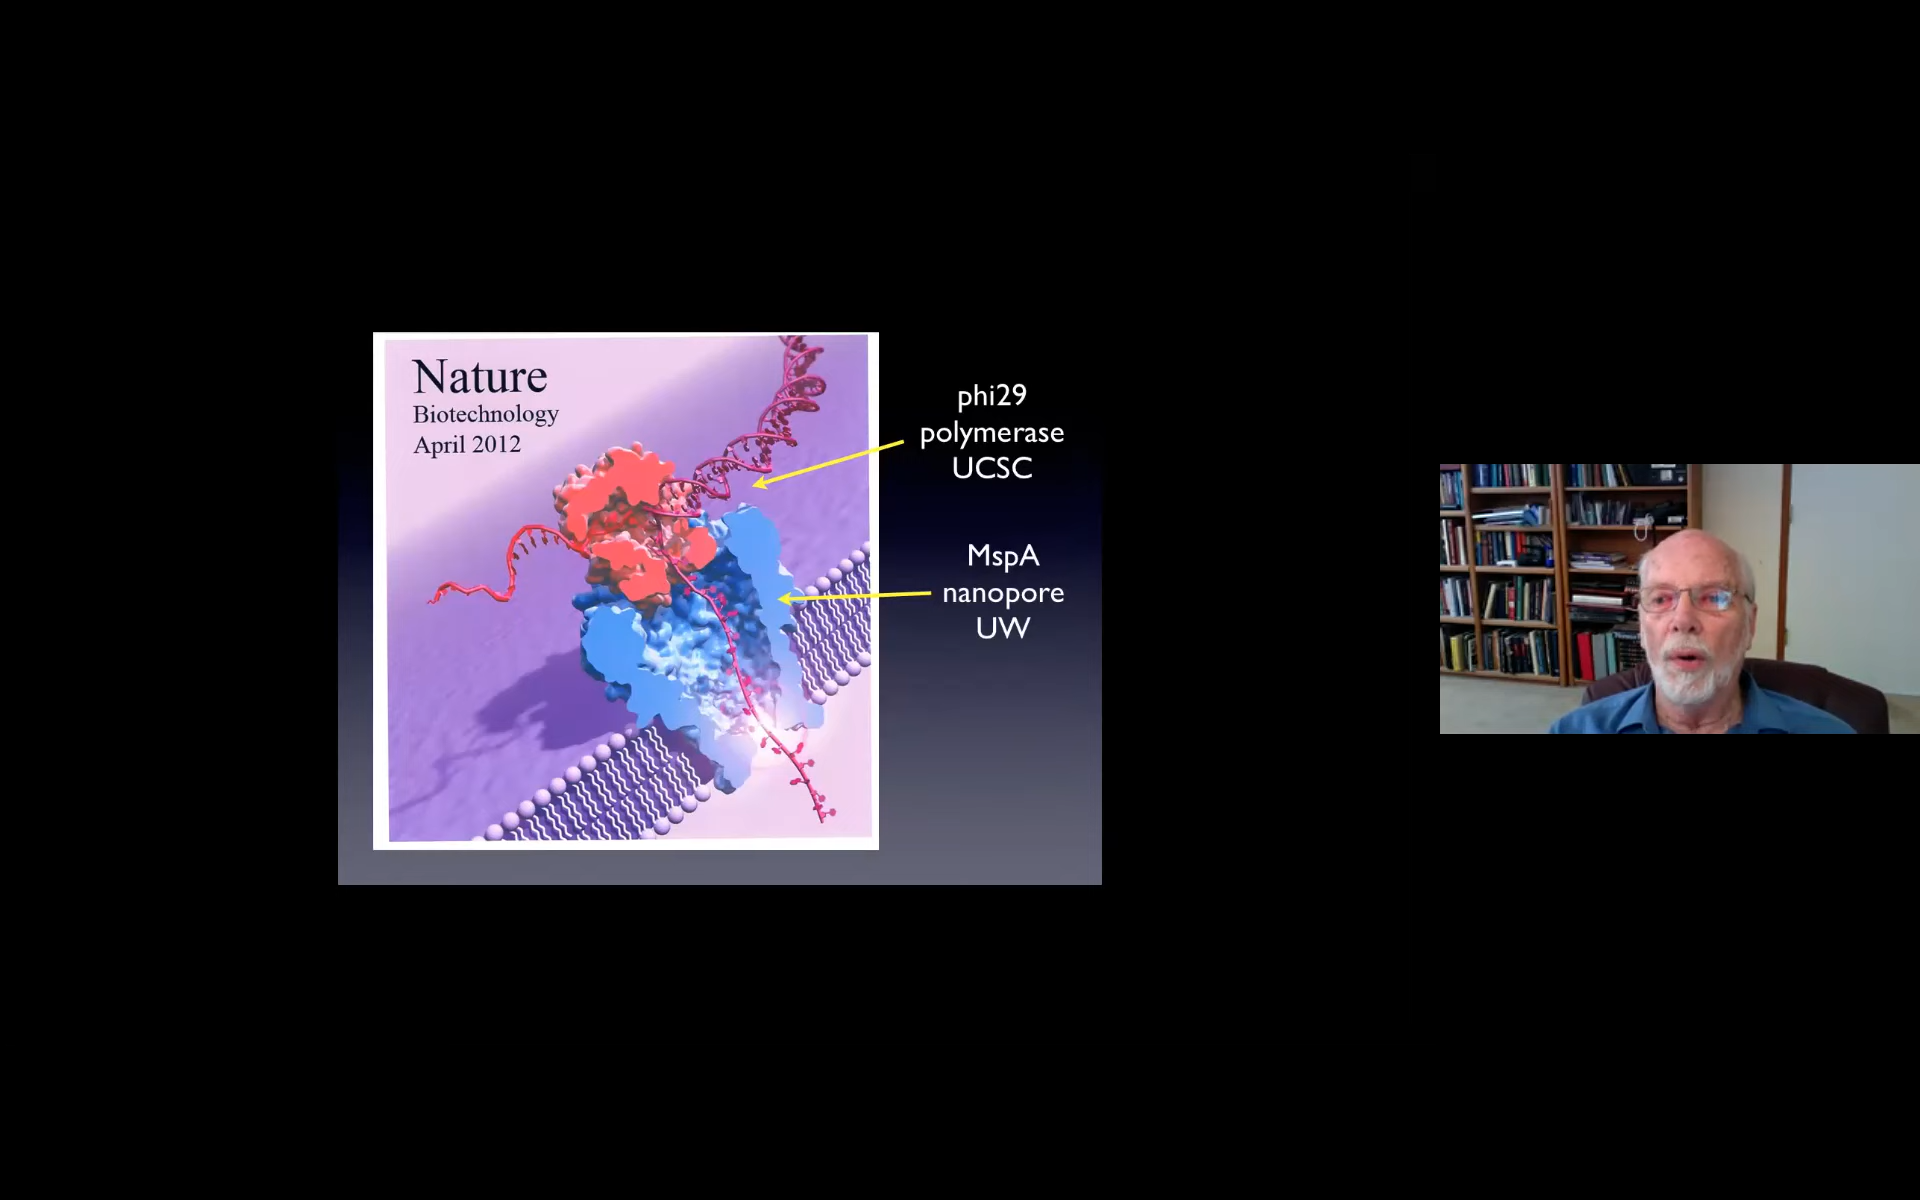 Nature
Biotechnology
April 2012
phi29
polymerase
UCSC
MspA
nanopore
UW